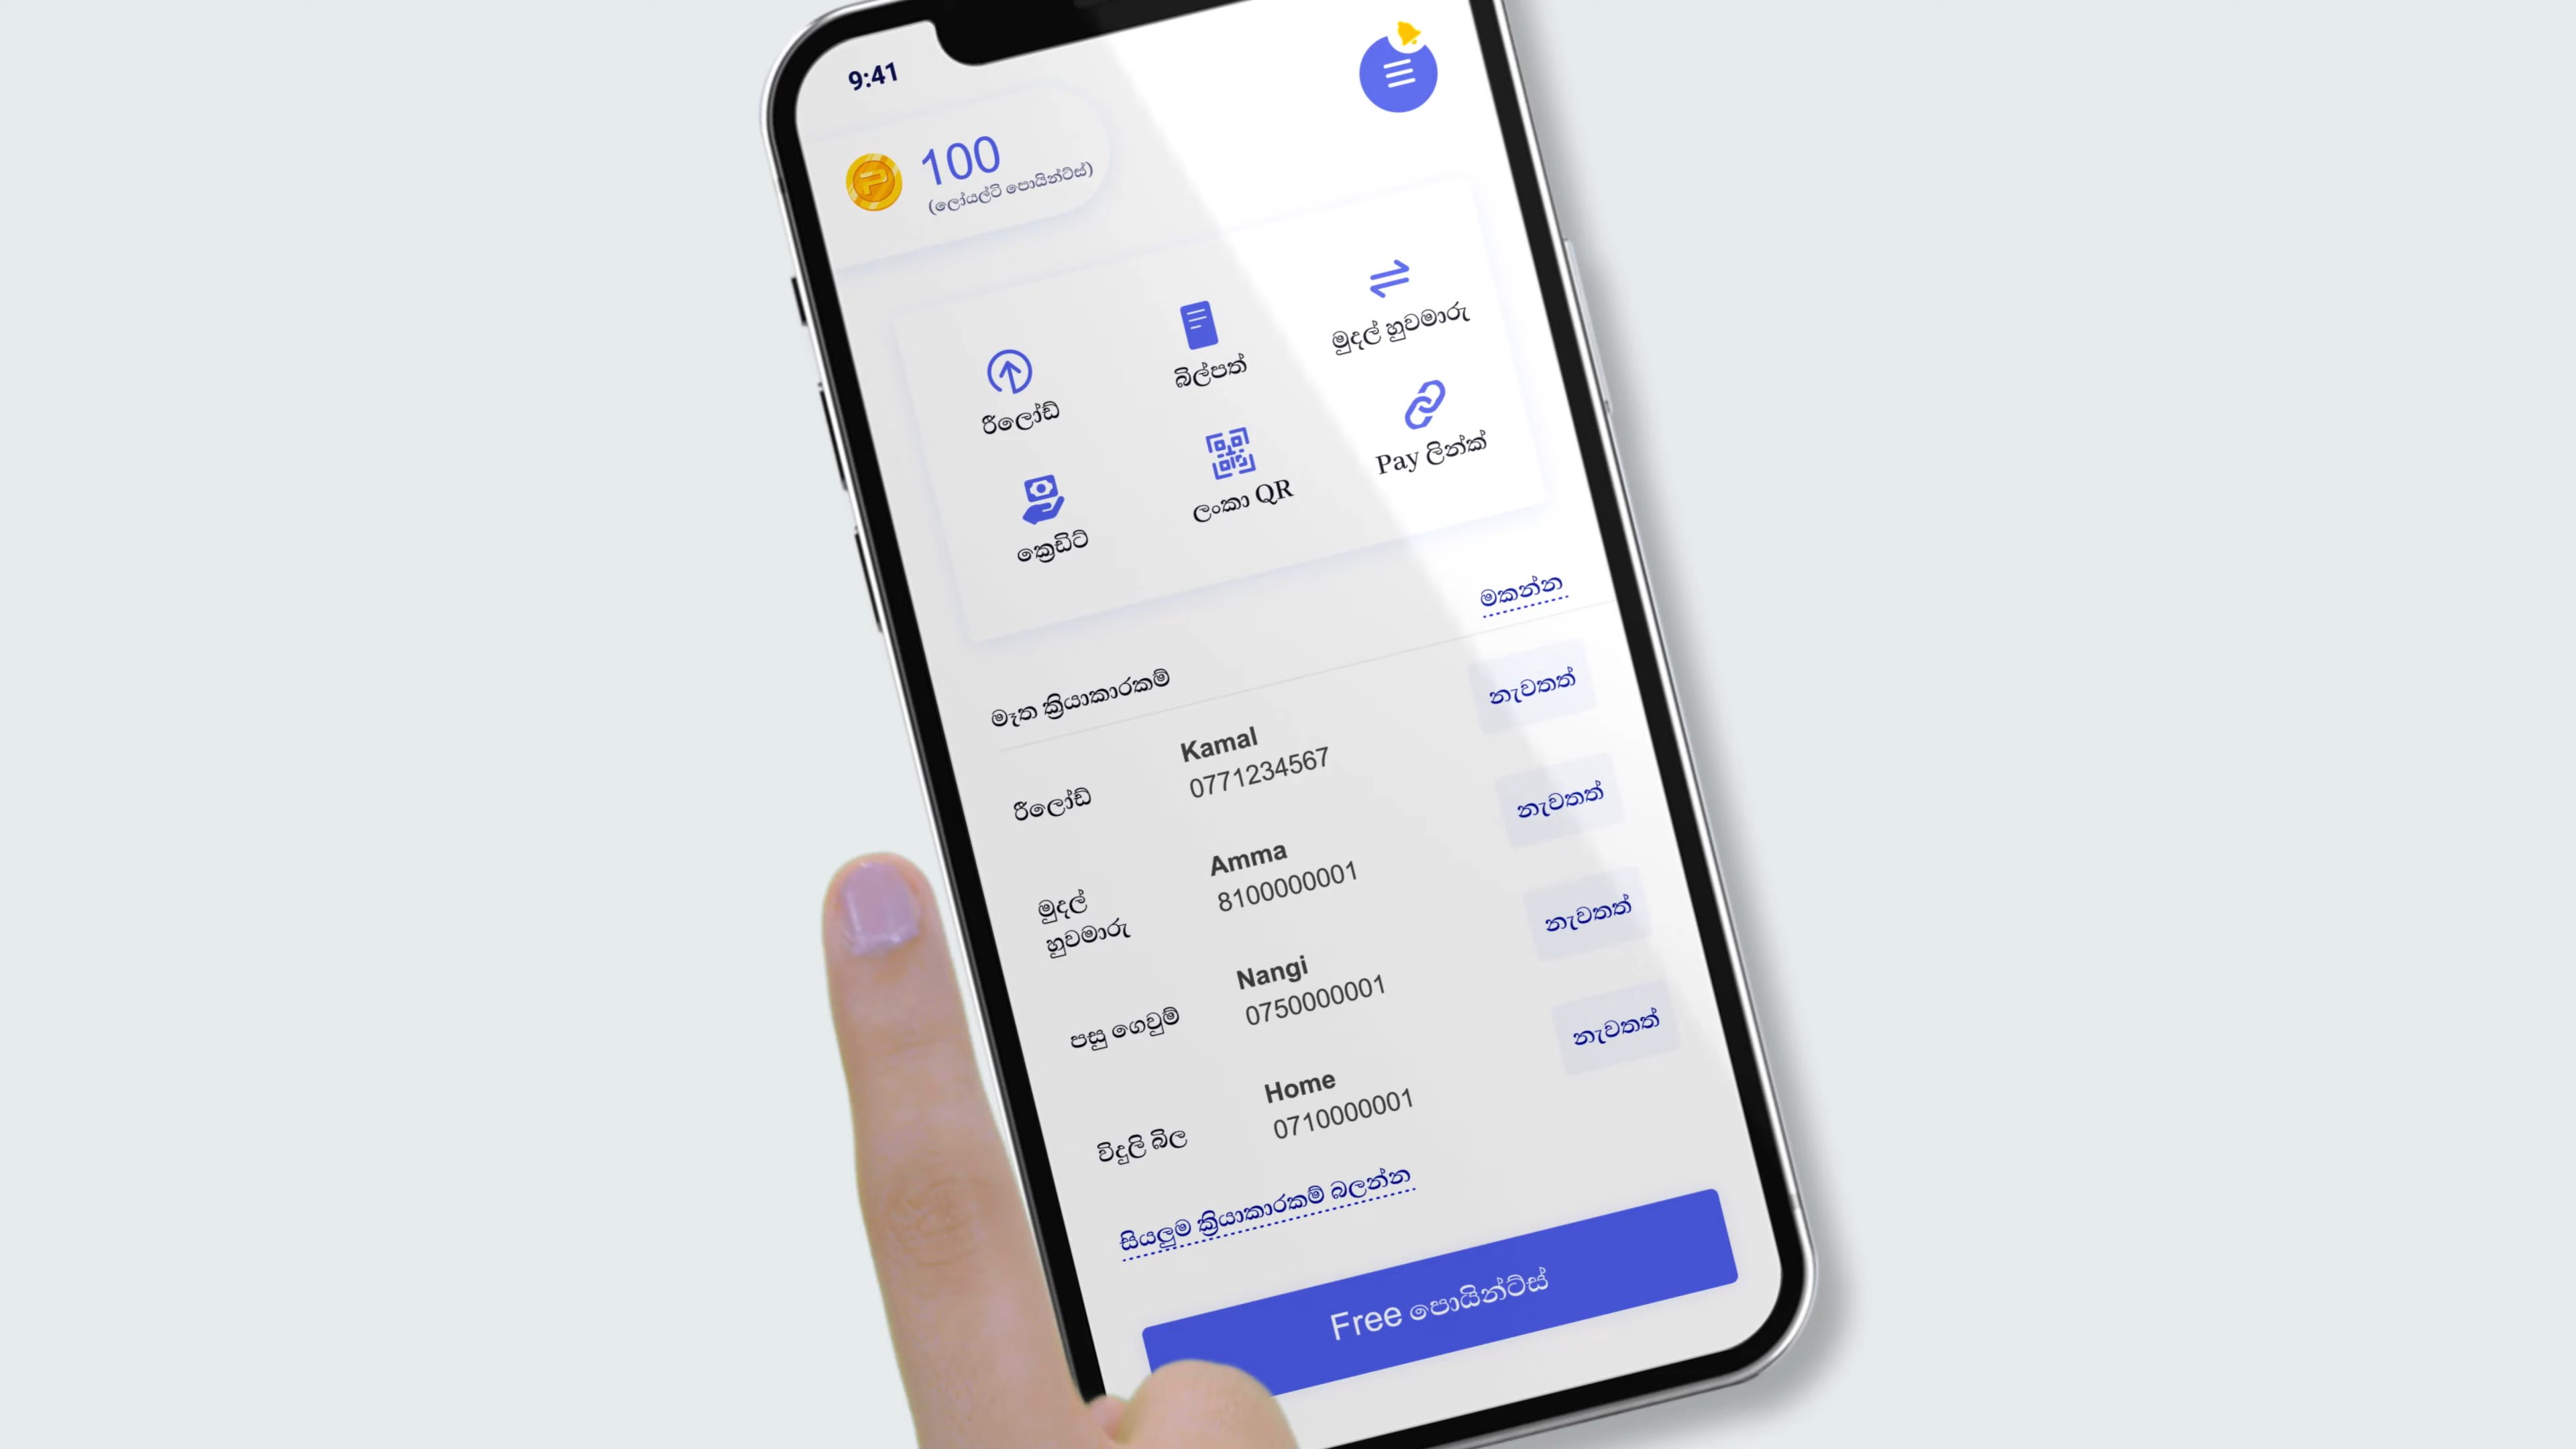 9:41
100
(ලෝයල්ටි පොයින්ට්ස්)
රීලෝඩ්
බිල්පත්
මුදල් හුවමාරු
ක්‍රෙඩිට්
ලංකා QR
Pay ලින්ක්
මකන්න
මෑත ක්‍රියාකාරකම්
රීලෝඩ්
Kamal
0771234567
නැවතත්
මුදල්
හුවමාරු
Amma
8100000001
නැවතත්
පසු ගෙවුම්
Nangi
0750000001
නැවතත්
විදුලි බිල
Home
0710000001
නැවතත්
සියලුම ක්‍රියාකාරකම් බලන්න
Free පොයින්ට්ස්